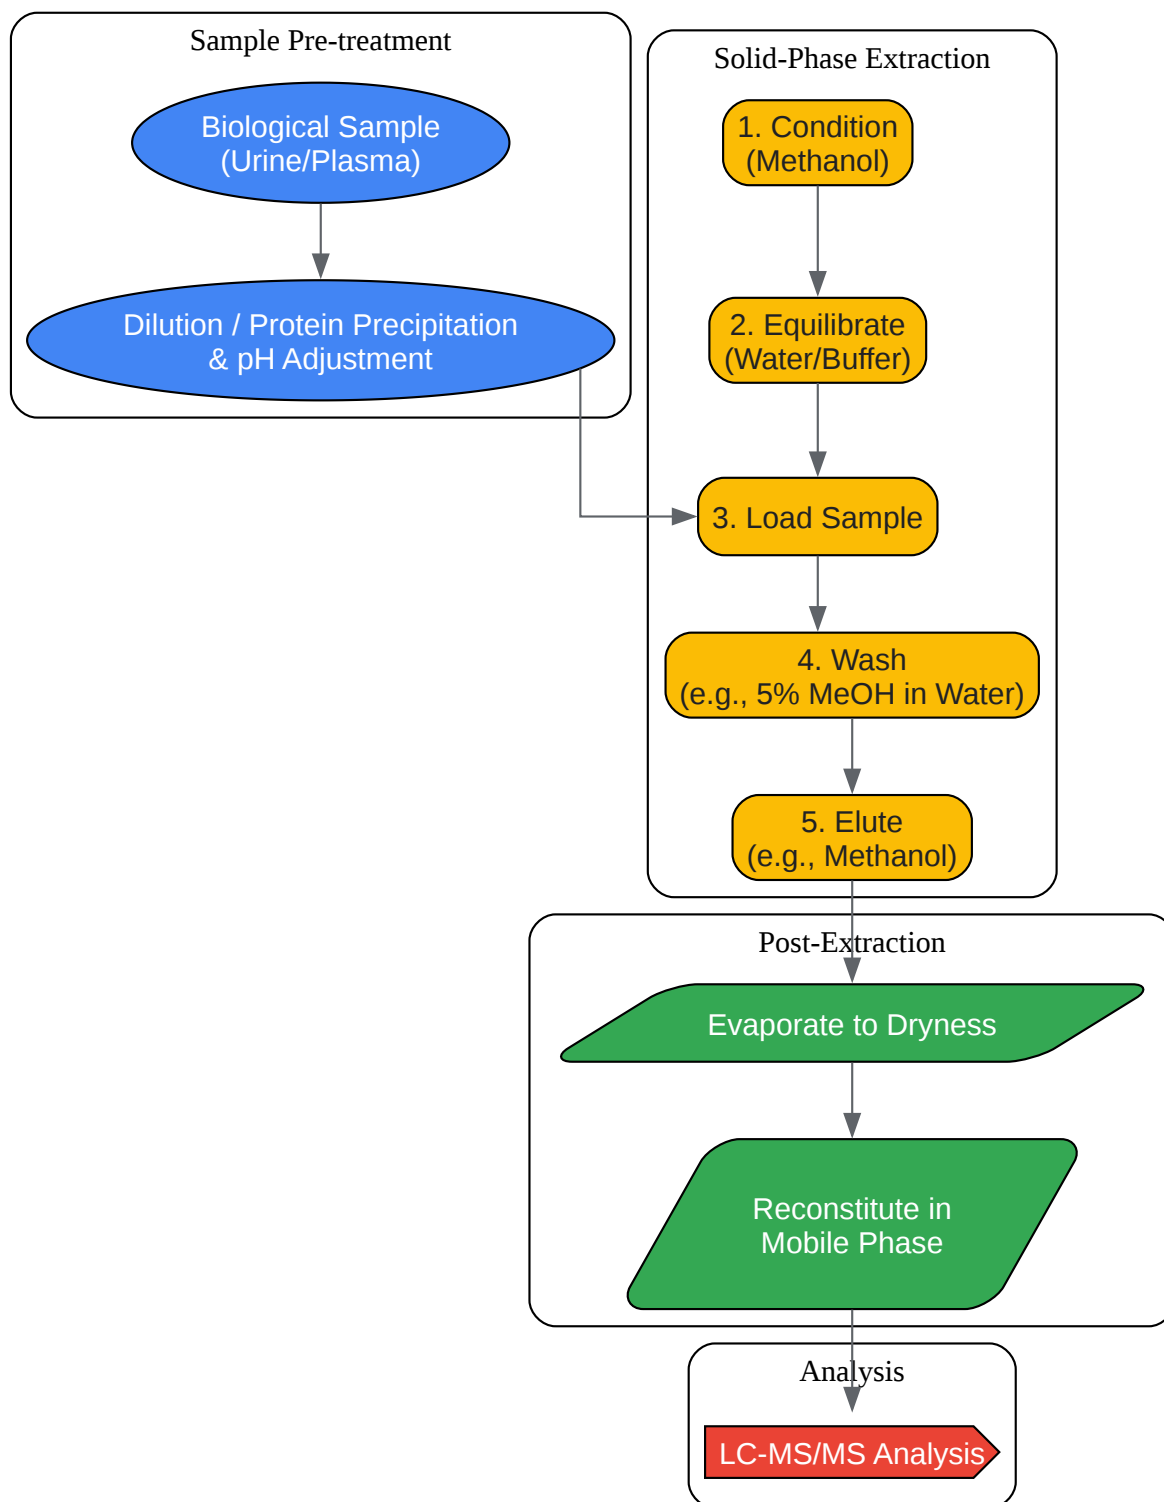 Sample Pre-treatment
Biological Sample
(Urine/Plasma)
Dilution / Protein Precipitation
& pH Adjustment
Solid-Phase Extraction
1. Condition
(Methanol)
2. Equilibrate
(Water/Buffer)
3. Load Sample
4. Wash
(e.g., 5% MeOH in Water)
5. Elute
(e.g., Methanol)
Post-Extraction
Evaporate to Dryness
Reconstitute in
Mobile Phase
Analysis
LC-MS/MS Analysis